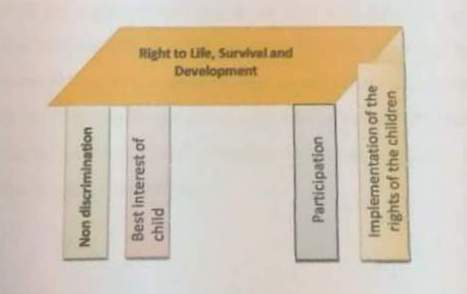 Right to Life, Survival and
Development
Non discrimination
Best interest of
child
Participation
Implementation of the
rights of the children